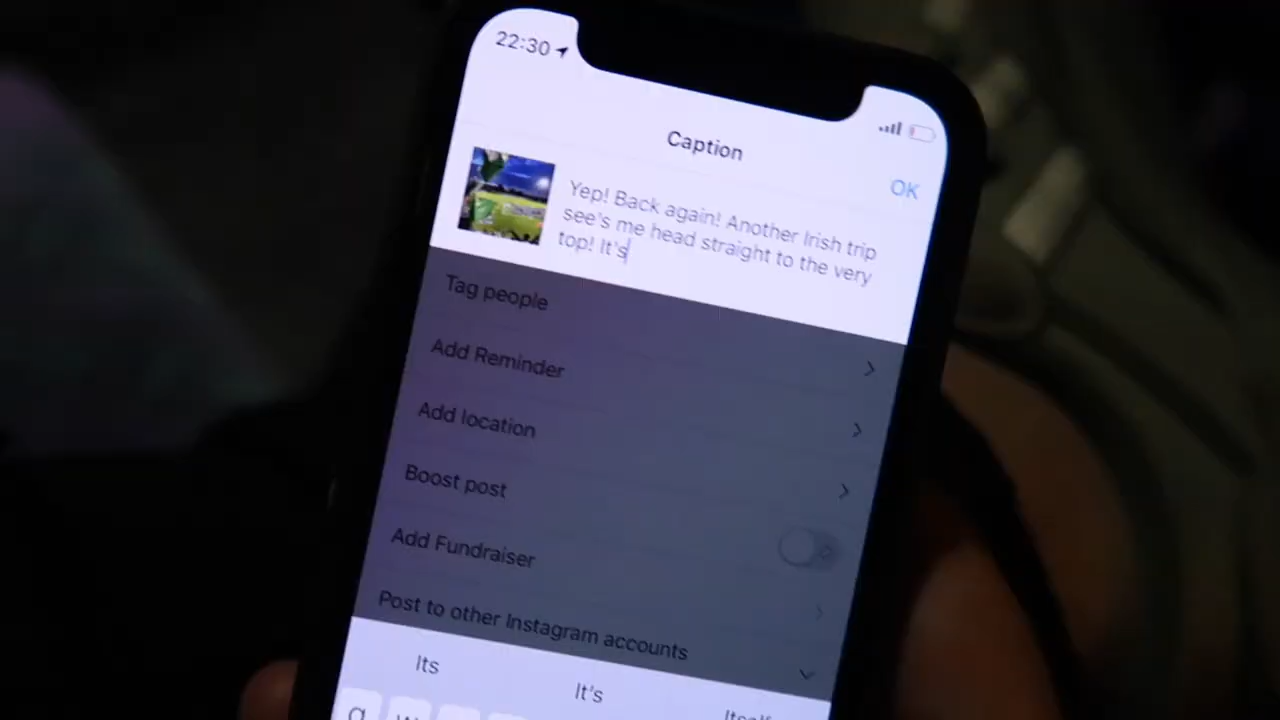 22:30
Caption
OK
Yep! Back again! Another Irish trip
see's me head straight to the very
top! It's
Tag people
Add Reminder
Add location
Boost post
Add Fundraiser
Post to other Instagram accounts
Its
It's
Itself
q w